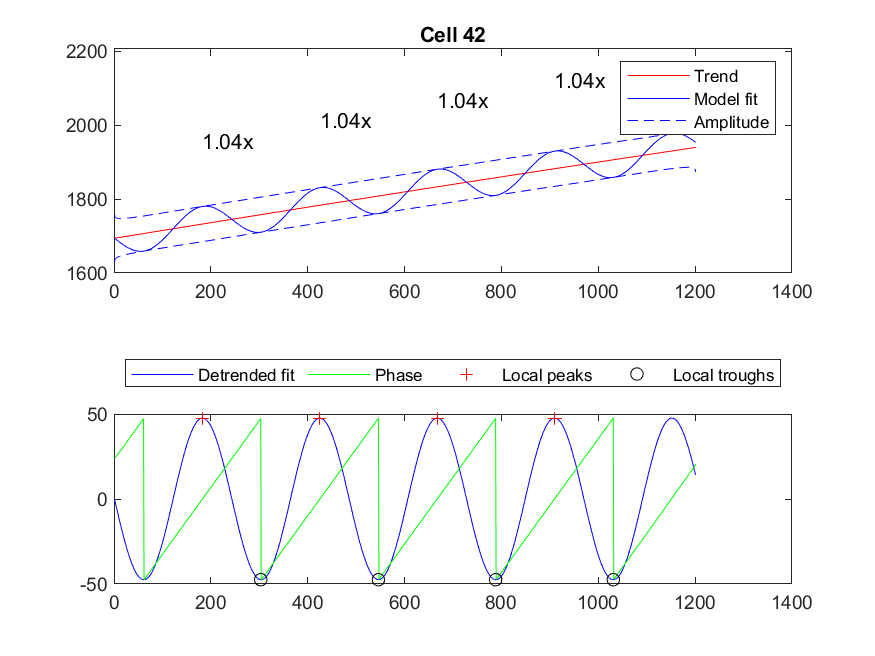 Cell 42
2200
2000
1800
1600
1.04x
1.04x
1.04x
1.04x
Trend
Model fit
Amplitude
0 200 400 600 800 1000 1200 1400
Detrended fit Phase Local peaks Local troughs
50
0
-50
0 200 400 600 800 1000 1200 1400